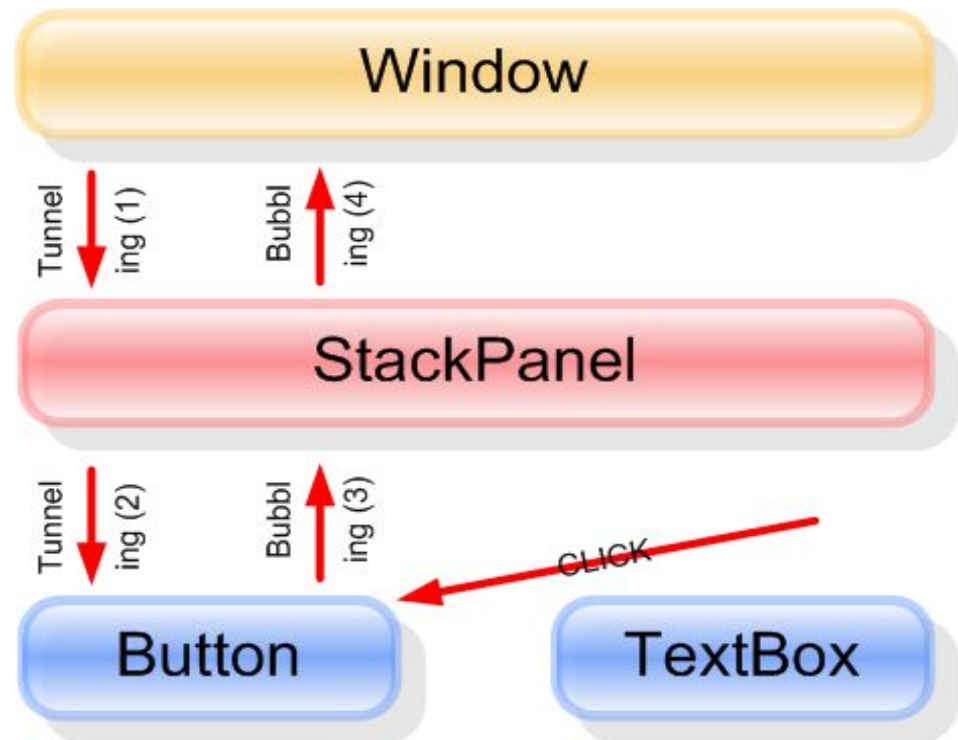 Window
Tunnel
ing (1)
Bubbl
ing (4)
StackPanel
Tunnel
ing (2)
Bubbl
ing (3)
CLICK
Button
TextBox